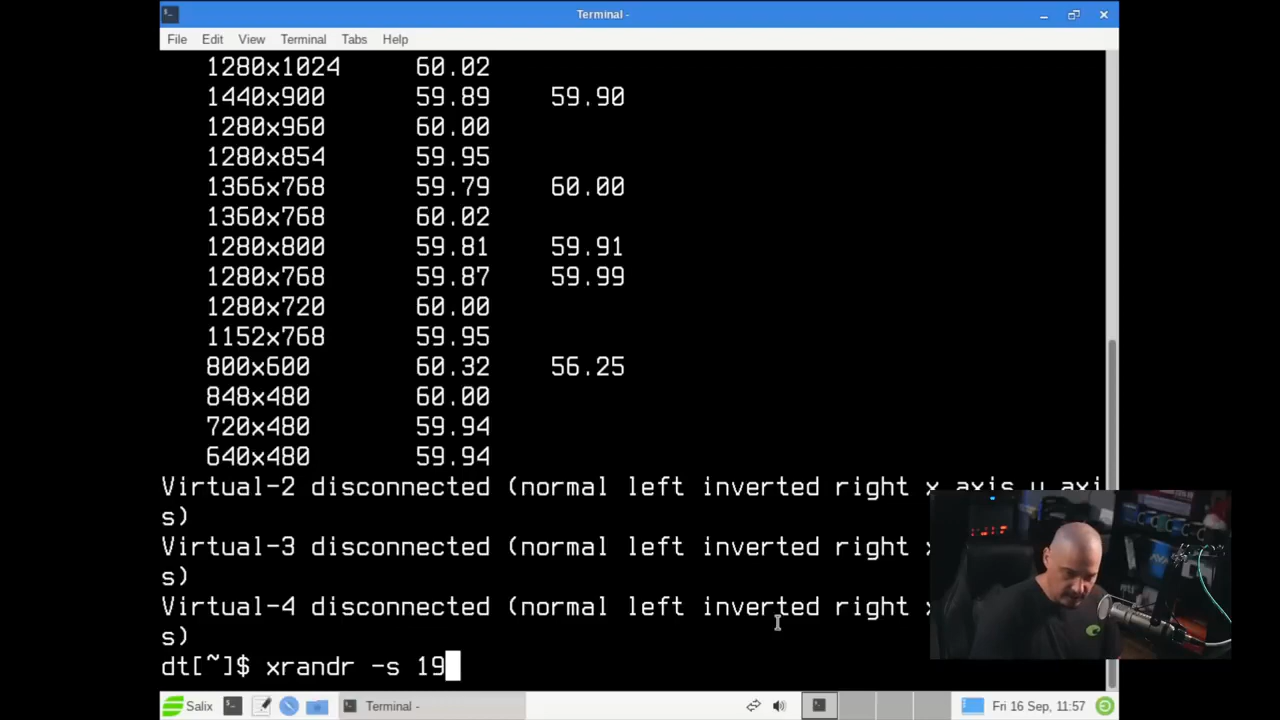 Terminal -
File Edit View Terminal Tabs Help
1280x1024 60.02
1440x900 59.89 59.90
1280x960 60.00
1280x854 59.95
1366x768 59.79 60.00
1360x768 60.02
1280x800 59.81 59.91
1280x768 59.87 59.99
1280x720 60.00
1152x768 59.95
800x600 60.32 56.25
848x480 60.00
720x480 59.94
640x480 59.94
Virtual-2 disconnected (normal left inverted right x axis y axi
s)
Virtual-3 disconnected (normal left inverted right
s)
Virtual-4 disconnected (normal left inverted right
s)
dt[~]$ xrandr -s 19
Salix Terminal - Fri 16 Sep, 11:57